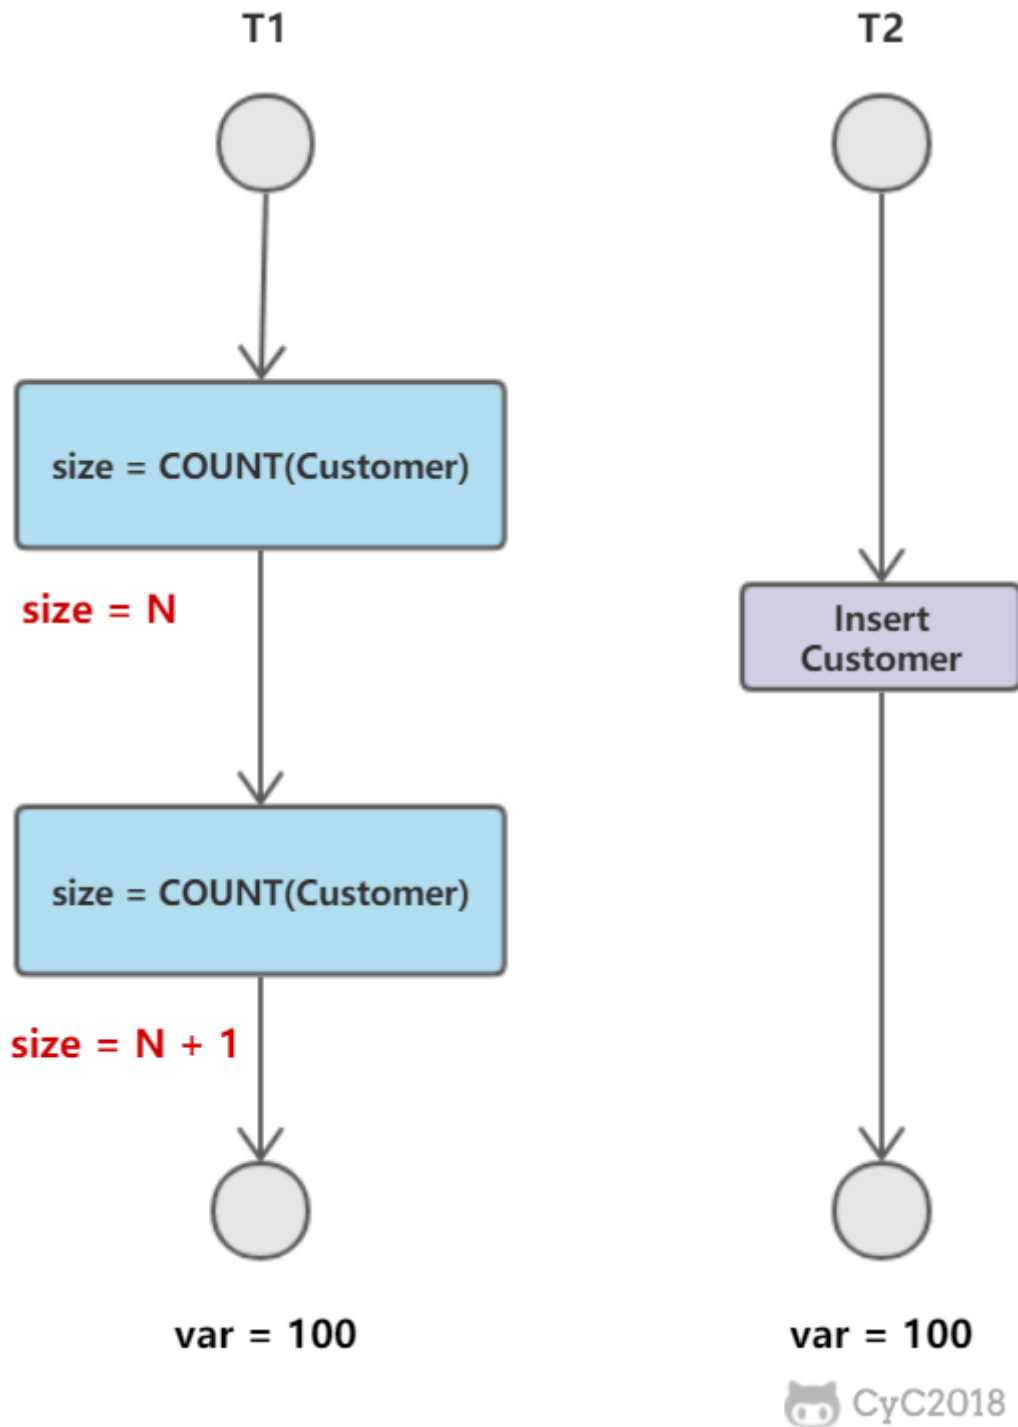 T1
T2
size = COUNT(Customer)
size = N
Insert
Customer
size = COUNT(Customer)
size = N + 1
var = 100
var = 100
CyC2018